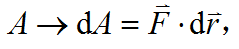 A → dA = F⃗ · dr⃗,